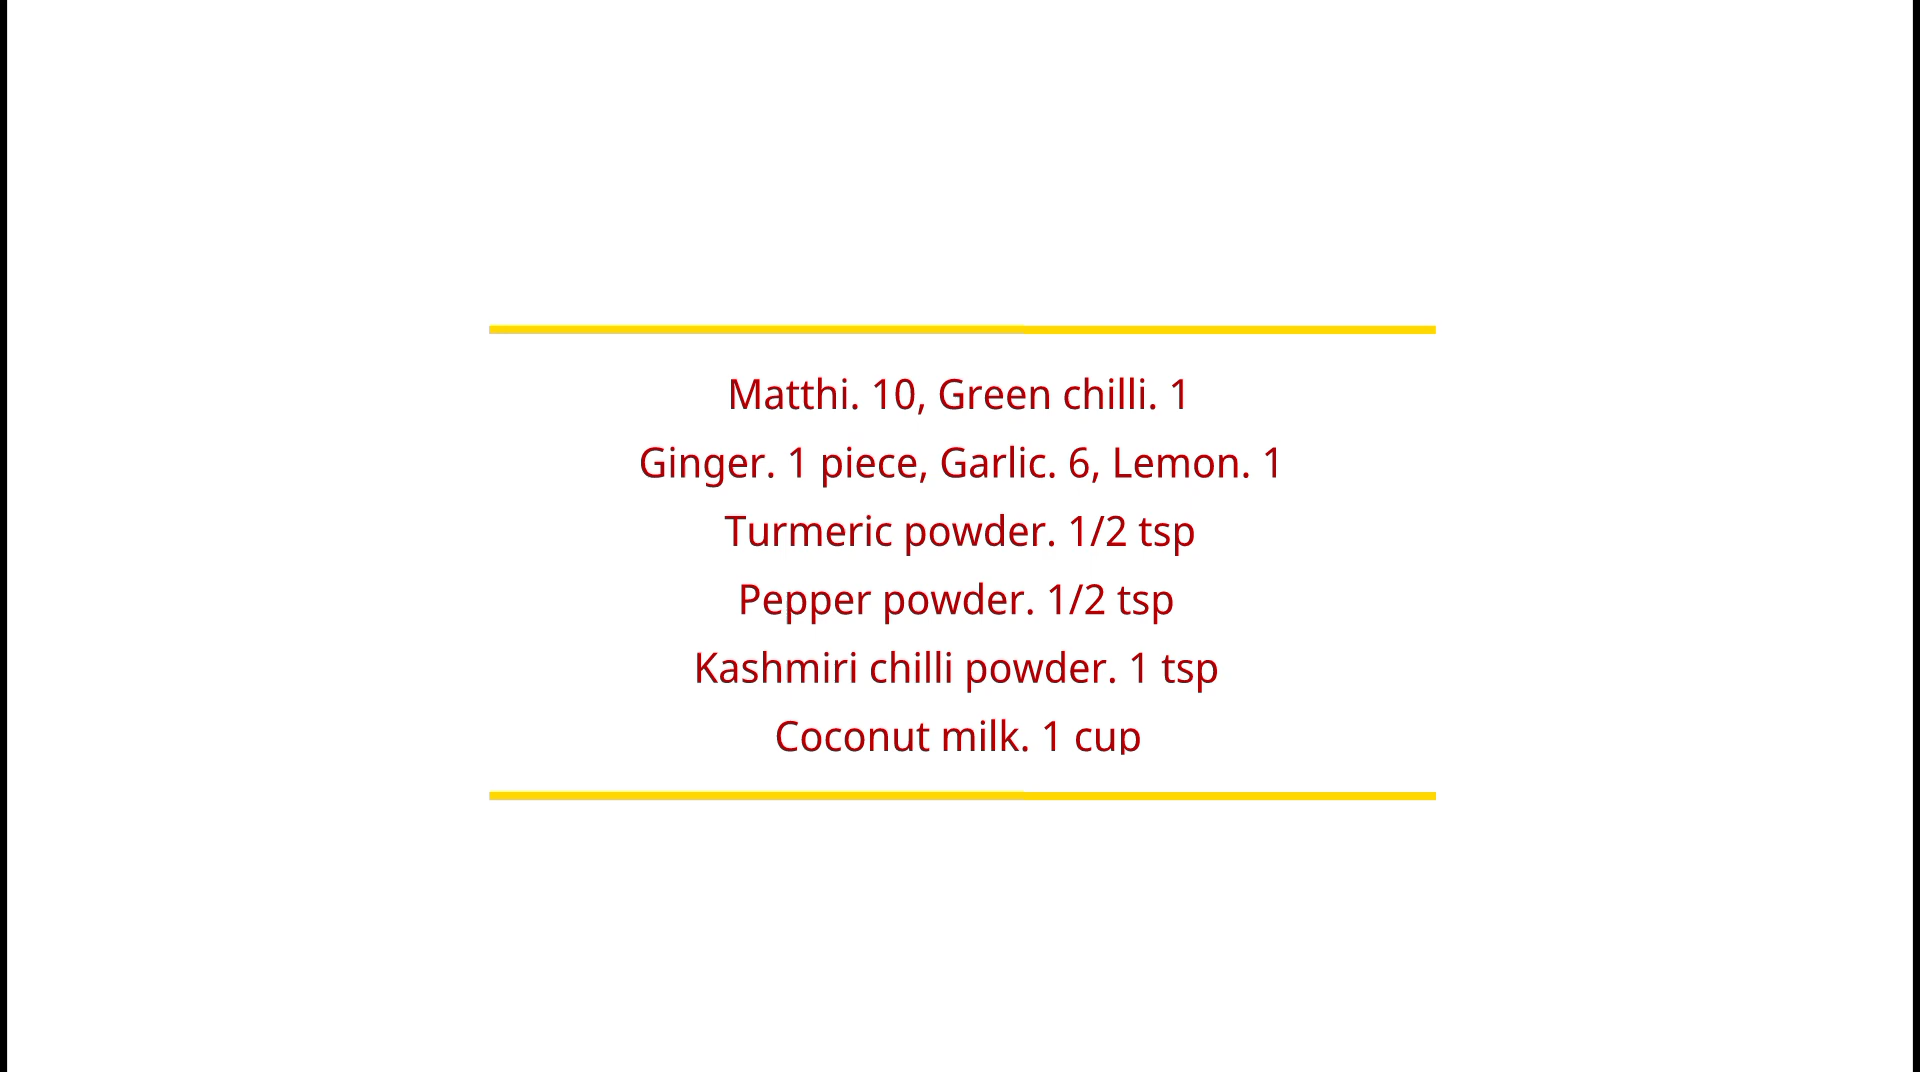 Matthi. 10, Green chilli. 1
Ginger. 1 piece, Garlic. 6, Lemon. 1
Turmeric powder. 1/2 tsp
Pepper powder. 1/2 tsp
Kashmiri chilli powder. 1 tsp
Coconut milk. 1 cup